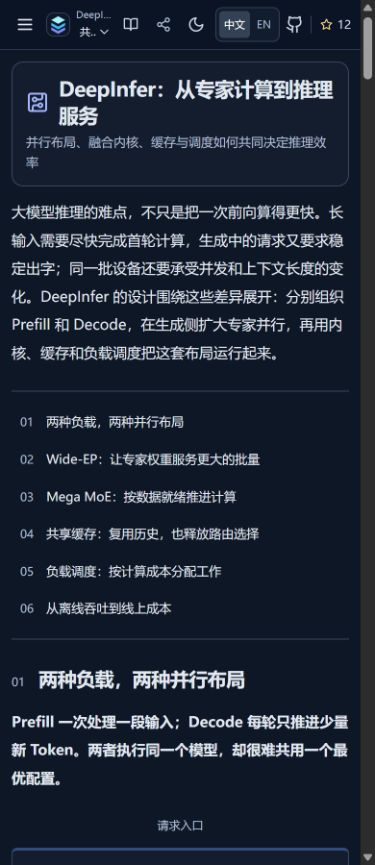 DeepI...
共..
中文 EN
12
DeepInfer：从专家计算到推理
服务
并行布局、融合内核、缓存与调度如何共同决定推理效
率
大模型推理的难点，不只是把一次前向算得更快。长
输入需要尽快完成首轮计算，生成中的请求又要求稳
定出字；同一批设备还要承受并发和上下文长度的变
化。DeepInfer 的设计围绕这些差异展开：分别组织
Prefill 和 Decode，在生成侧扩大专家并行，再用内
核、缓存和负载调度把这套布局运行起来。
01 两种负载，两种并行布局
02 Wide-EP：让专家权重服务更大的批量
03 Mega MoE：按数据就绪推进计算
04 共享缓存：复用历史，也释放路由选择
05 负载调度：按计算成本分配工作
06 从离线吞吐到线上成本
01 两种负载，两种并行布局
Prefill 一次处理一段输入；Decode 每轮只推进少量
新 Token。两者执行同一个模型，却很难共用一个最
优配置。
请求入口